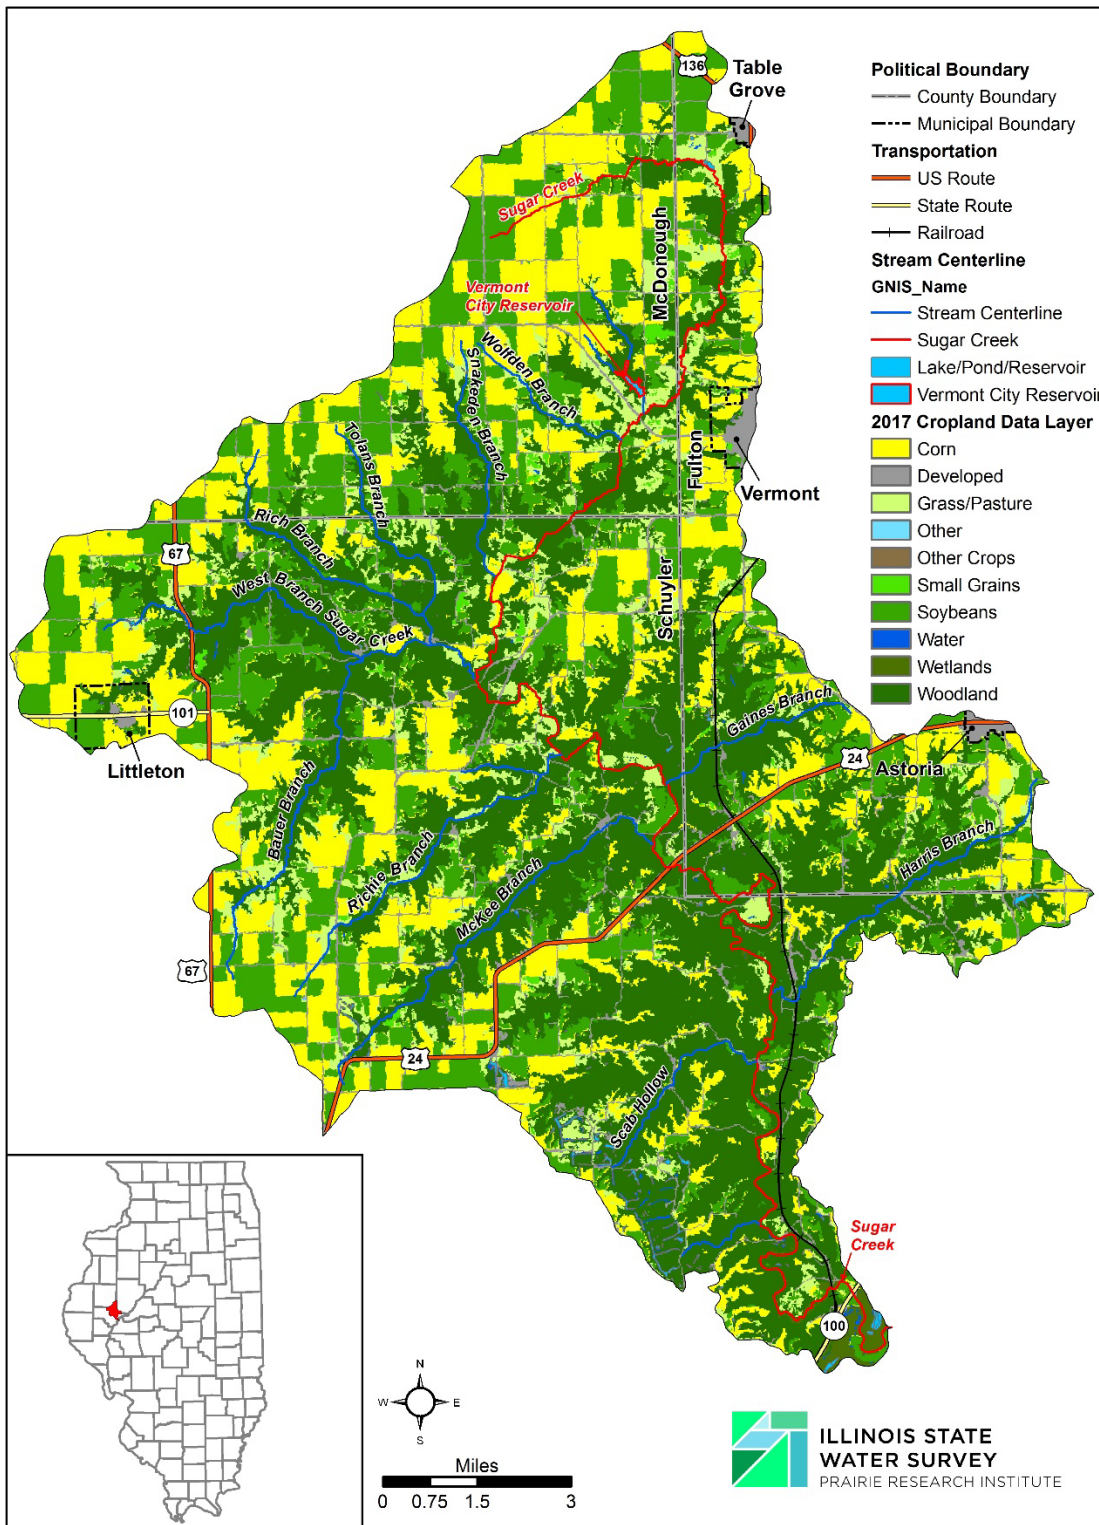 136
Table
Grove
Sugar Creek
McDonough
Vermont
City Reservoir
Wolfden Branch
Snakeden Branch
Tolans Branch
Fulton
Vermont
Rich Branch
67
West Branch Sugar Creek
Schuyler
101
Littleton
Gaines Branch
24
Astoria
Bauer Branch
Richie Branch
McKee Branch
Harris Branch
67
24
Scab Hollow
Sugar
Creek
100
Political Boundary
County Boundary
Municipal Boundary
Transportation
US Route
State Route
Railroad
Stream Centerline
GNIS_Name
Stream Centerline
Sugar Creek
Lake/Pond/Reservoir
Vermont City Reservoir
2017 Cropland Data Layer
Corn
Developed
Grass/Pasture
Other
Other Crops
Small Grains
Soybeans
Water
Wetlands
Woodland
N
W E
S
Miles
0 0.75 1.5 3
ILLINOIS STATE
WATER SURVEY
PRAIRIE RESEARCH INSTITUTE